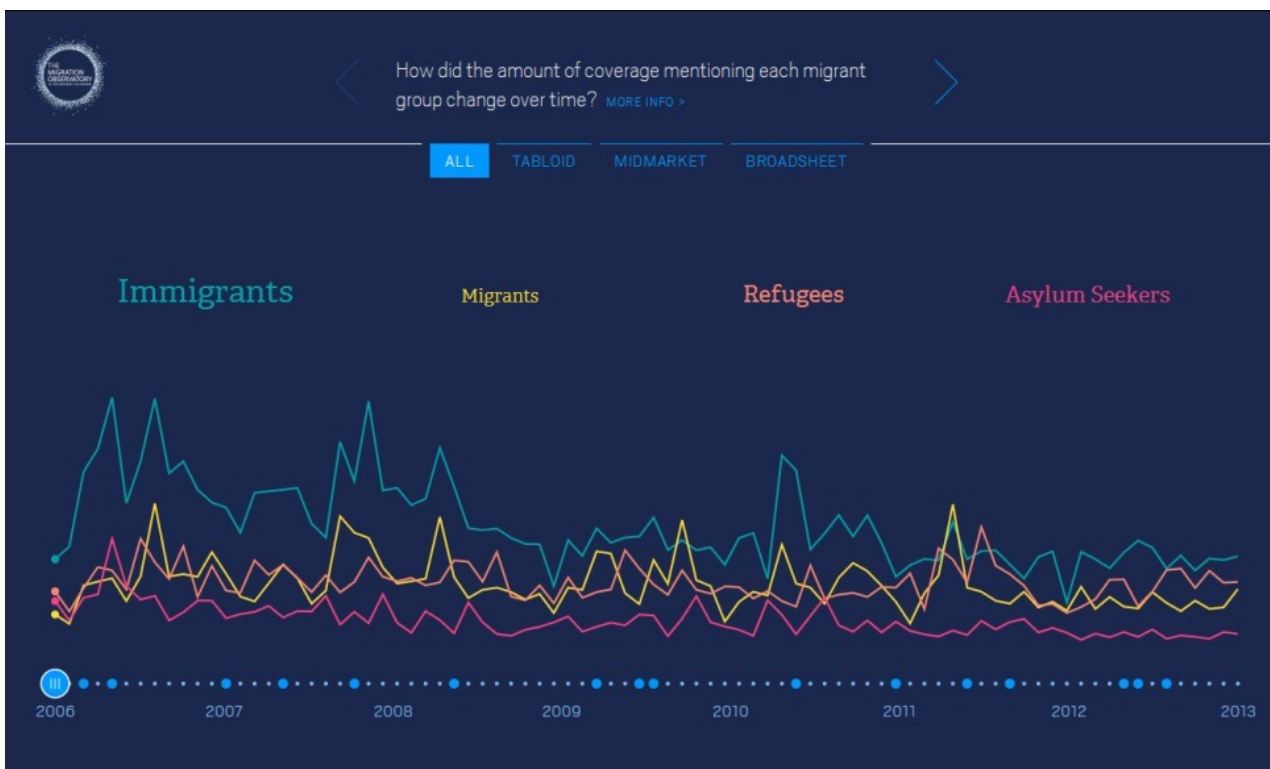 THE
MIGRATION
OBSERVATORY
How did the amount of coverage mentioning each migrant
group change over time? MORE INFO >
ALL TABLOID MIDMARKET BROADSHEET
Immigrants Migrants Refugees Asylum Seekers
2006 2007 2008 2009 2010 2011 2012 2013